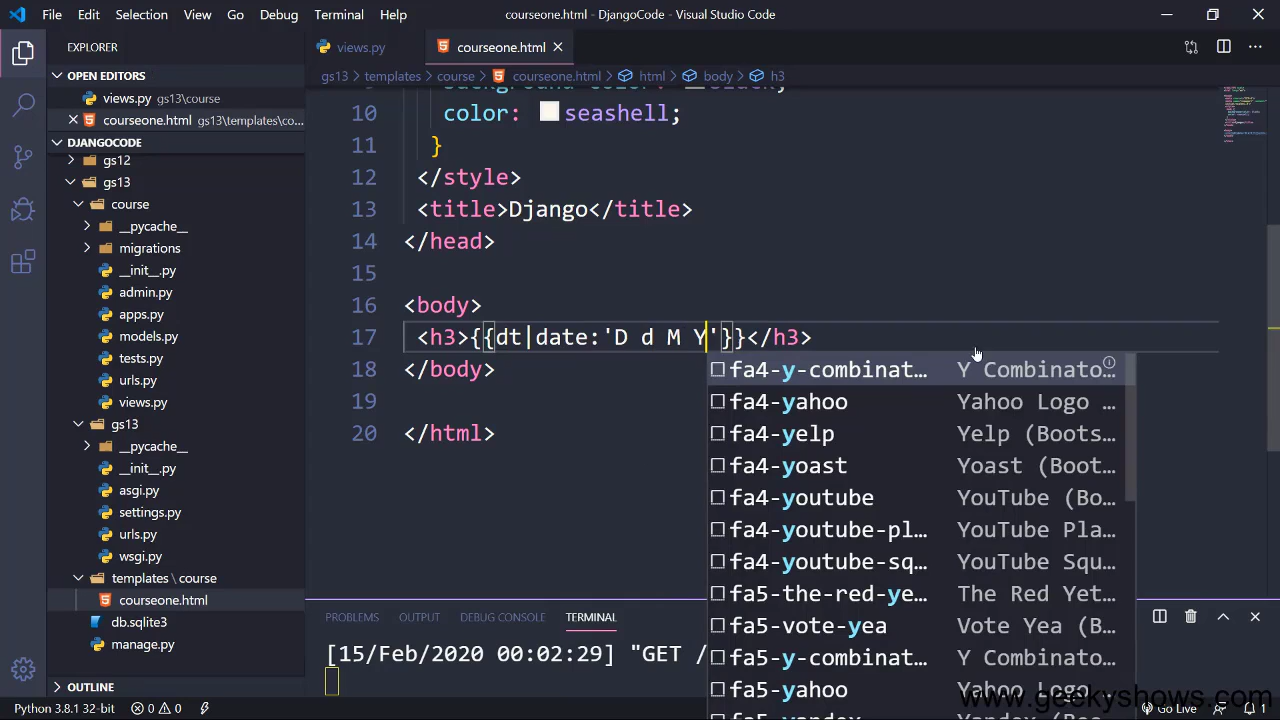 File Edit Selection View Go Debug Terminal Help
courseone.html - DjangoCode - Visual Studio Code
EXPLORER
OPEN EDITORS
views.py gs13\course
courseone.html gs13\templates\co...
DJANGOCODE
gs12
gs13
course
__pycache__
migrations
__init__.py
admin.py
apps.py
models.py
tests.py
urls.py
views.py
gs13
__pycache__
__init__.py
asgi.py
settings.py
urls.py
wsgi.py
templates \ course
courseone.html
db.sqlite3
manage.py
OUTLINE
views.py
courseone.html
gs13 > templates > course > courseone.html > html > body > h3
10 color: seashell;
11 }
12 </style>
13 <title>Django</title>
14 </head>
15
16 <body>
17 <h3>{{dt|date:'D d M Y'}}</h3>
18 </body>
19
20 </html>
fa4-y-combinat... Y Combinato...
fa4-yahoo Yahoo Logo ...
fa4-yelp Yelp (Boots...
fa4-yoast Yoast (Boot...
fa4-youtube YouTube (Bo...
fa4-youtube-pl... YouTube Pla...
fa4-youtube-sq... YouTube Squ...
fa5-the-red-ye... The Red Yet...
fa5-vote-yea Vote Yea (B...
fa5-y-combinat... Y Combinato...
fa5-yahoo Yahoo Logo
PROBLEMS OUTPUT DEBUG CONSOLE TERMINAL
[15/Feb/2020 00:02:29] "GET /
www.geekyshows.com
Python 3.8.1 32-bit 0 0 Go Live 1